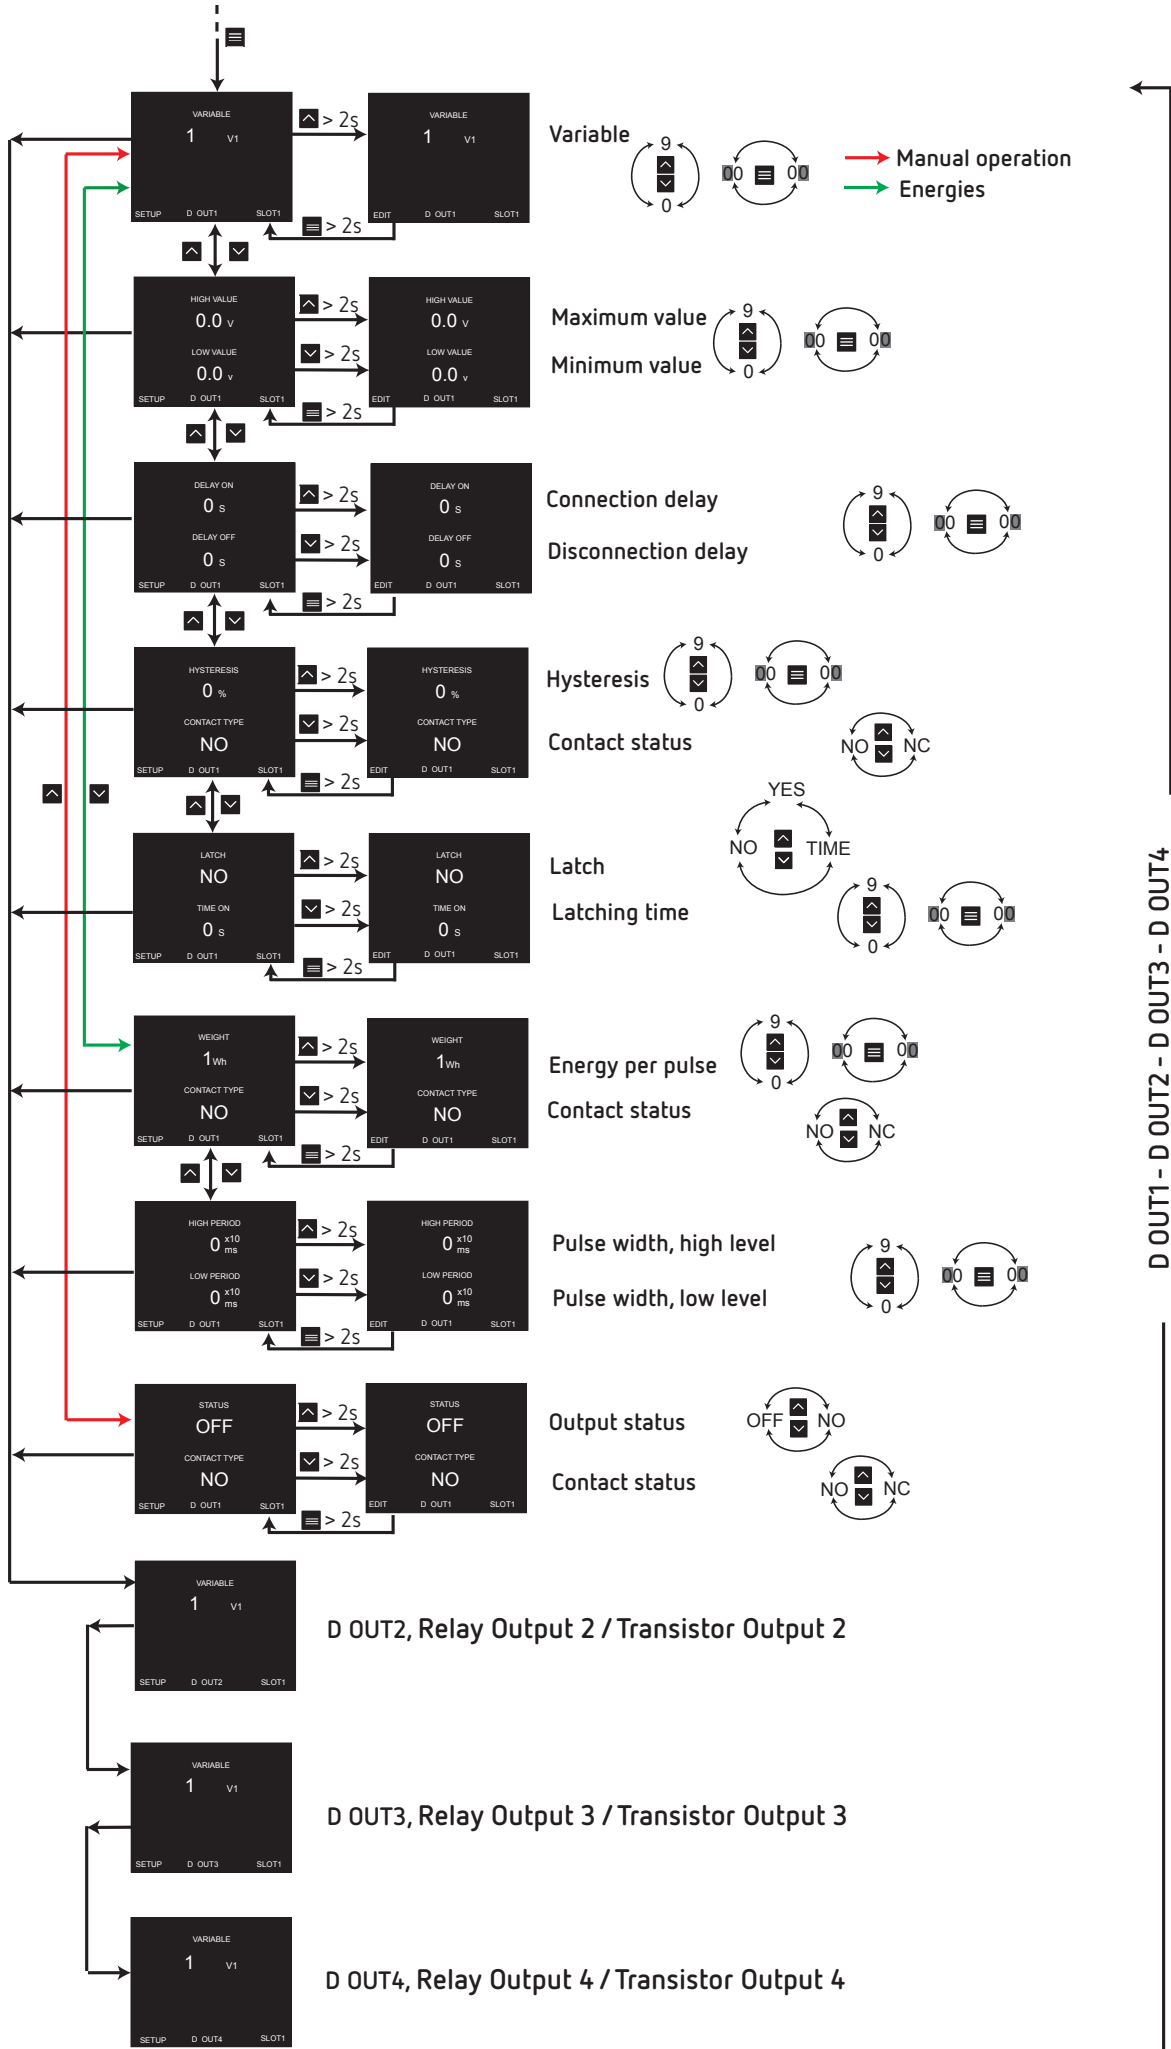 VARIABLE
1 V1
SETUP D OUT1 SLOT1
> 2s
> 2s
VARIABLE
1 V1
EDIT D OUT1 SLOT1
Variable
9
0
00 00
Manual operation
Energies
HIGH VALUE
0.0 V
LOW VALUE
0.0 v
SETUP D OUT1 SLOT1
> 2s
> 2s
> 2s
HIGH VALUE
0.0 v
LOW VALUE
0.0 v
EDIT D OUT1 SLOT1
Maximum value
Minimum value
9
0
00 00
DELAY ON
0 s
DELAY OFF
0 s
SETUP D OUT1 SLOT1
> 2s
> 2s
> 2s
DELAY ON
0 s
DELAY OFF
0 s
EDIT D OUT1 SLOT1
Connection delay
Disconnection delay
9
0
00 00
HYSTERESIS
0 %
CONTACT TYPE
NO
SETUP D OUT1 SLOT1
> 2s
> 2s
> 2s
HYSTERESIS
0 %
CONTACT TYPE
NO
EDIT D OUT1 SLOT1
Hysteresis
9
0
00 00
Contact status
NO NC
LATCH
NO
TIME ON
0 s
SETUP D OUT1 SLOT1
> 2s
> 2s
> 2s
LATCH
NO
TIME ON
0 s
EDIT D OUT1 SLOT1
Latch
YES
NO TIME
Latching time
9
0
00 00
WEIGHT
1 Wh
CONTACT TYPE
NO
SETUP D OUT1 SLOT1
> 2s
> 2s
> 2s
WEIGHT
1 Wh
CONTACT TYPE
NO
EDIT D OUT1 SLOT1
Energy per pulse
9
0
00 00
Contact status
NO NC
HIGH PERIOD
0 x10 ms
LOW PERIOD
0 x10 ms
SETUP D OUT1 SLOT1
> 2s
> 2s
> 2s
HIGH PERIOD
0 x10 ms
LOW PERIOD
0 x10 ms
EDIT D OUT1 SLOT1
Pulse width, high level
Pulse width, low level
9
0
00 00
STATUS
OFF
CONTACT TYPE
NO
SETUP D OUT1 SLOT1
> 2s
> 2s
> 2s
STATUS
OFF
CONTACT TYPE
NO
EDIT D OUT1 SLOT1
Output status
OFF NO
Contact status
NO NC
VARIABLE
1 V1
SETUP D OUT2 SLOT1
D OUT2, Relay Output 2 / Transistor Output 2
VARIABLE
1 V1
SETUP D OUT3 SLOT1
D OUT3, Relay Output 3 / Transistor Output 3
VARIABLE
1 V1
SETUP D OUT4 SLOT1
D OUT4, Relay Output 4 / Transistor Output 4
D OUT1 - D OUT2 - D OUT3 - D OUT4